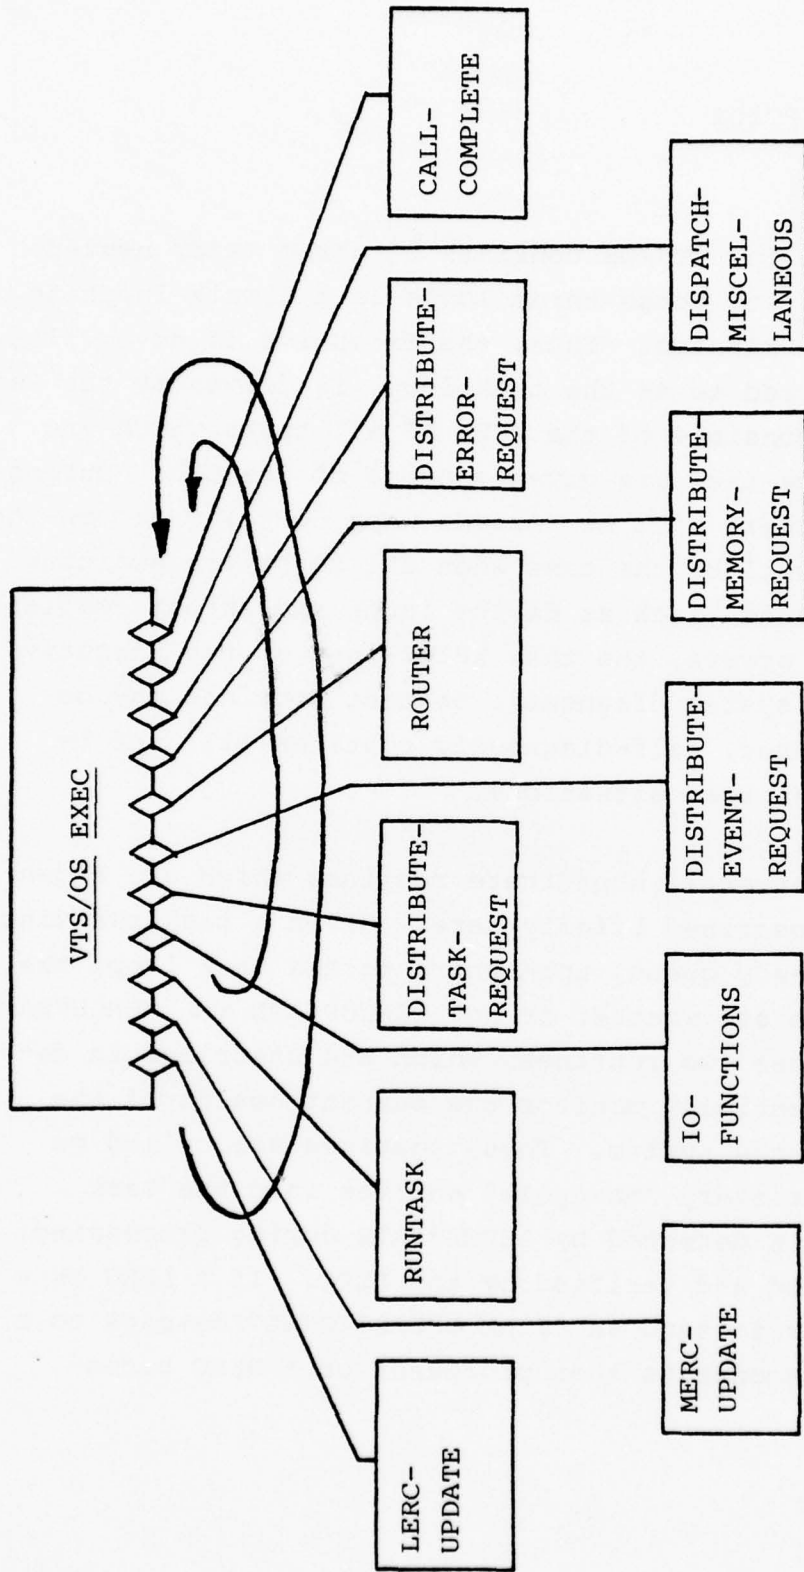 VTS/OS EXEC
LERC-
UPDATE
MERC-
UPDATE
RUNTASK
IO-
FUNCTIONS
DISTRIBUTE-
TASK-
REQUEST
DISTRIBUTE-
EVENT-
REQUEST
ROUTER
DISTRIBUTE-
MEMORY-
REQUEST
DISTRIBUTE-
ERROR-
REQUEST
DISPATCH-
MISCEL-
LANEOUS
CALL-
COMPLETE